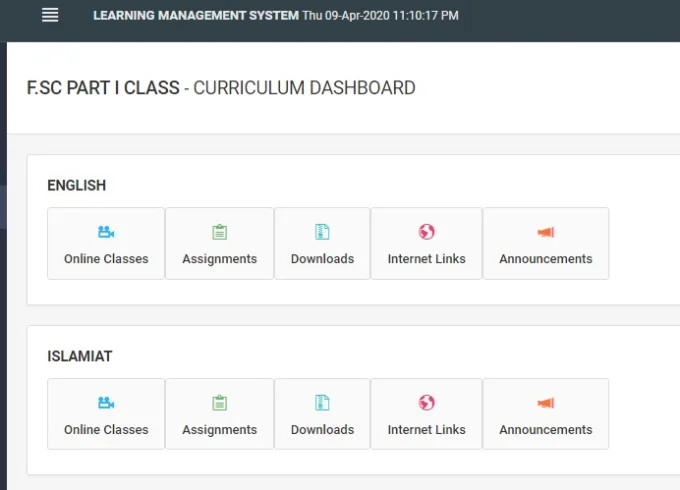 LEARNING MANAGEMENT SYSTEM Thu 09-Apr-2020 11:10:17 PM
F.SC PART I CLASS - CURRICULUM DASHBOARD
ENGLISH
Online Classes Assignments Downloads Internet Links Announcements
ISLAMIAT
Online Classes Assignments Downloads Internet Links Announcements